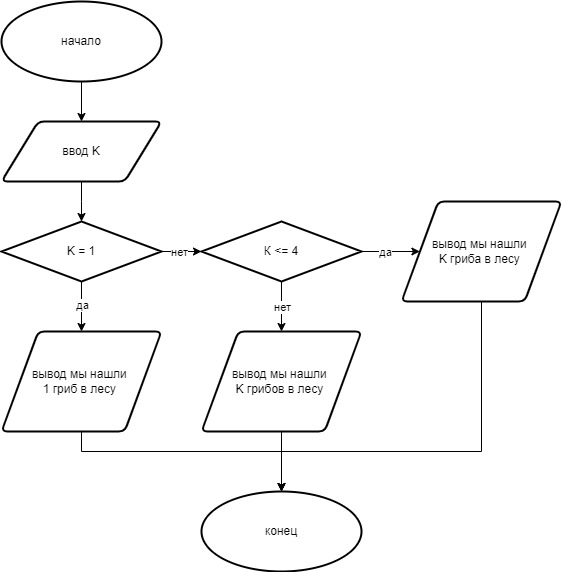 начало
ввод K
K = 1
нет
K <= 4
да
вывод мы нашли
K гриба в лесу
да
нет
вывод мы нашли
1 гриб в лесу
вывод мы нашли
K грибов в лесу
конец